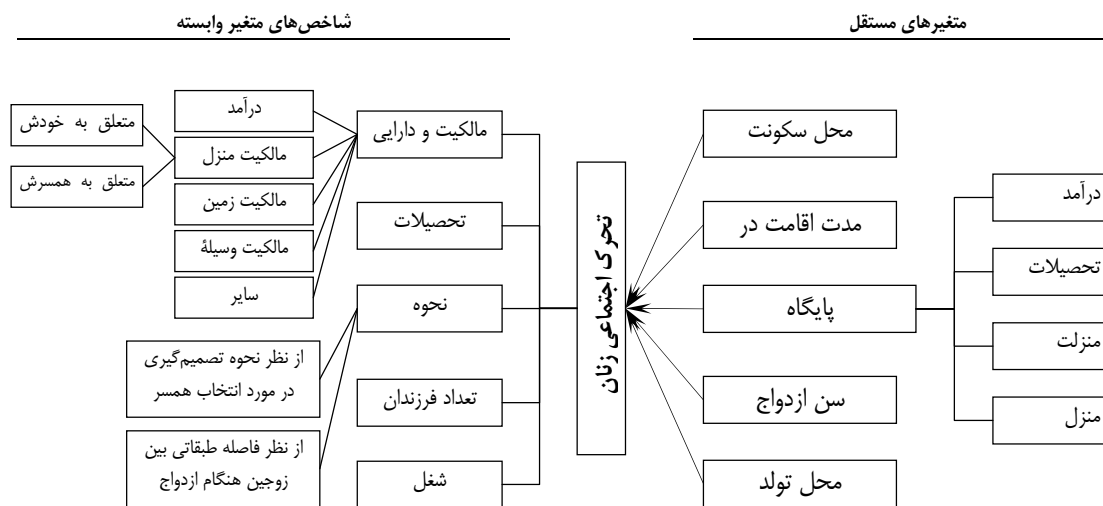 متغیرهای مستقل
شاخص‌های متغیر وابسته
درآمد
تحصیلات
منزلت
منزل
محل سکونت
مدت اقامت در
پایگاه
سن ازدواج
محل تولد
تحرک اجتماعی زنان
مالکیت و دارایی
تحصیلات
نحوه
تعداد فرزندان
شغل
درآمد
مالکیت منزل
مالکیت زمین
مالکیت وسیلهٔ
سایر
متعلق به خودش
متعلق به همسرش
از نظر نحوه تصمیم‌گیری
در مورد انتخاب همسر
از نظر فاصله طبقاتی بین
زوجین هنگام ازدواج